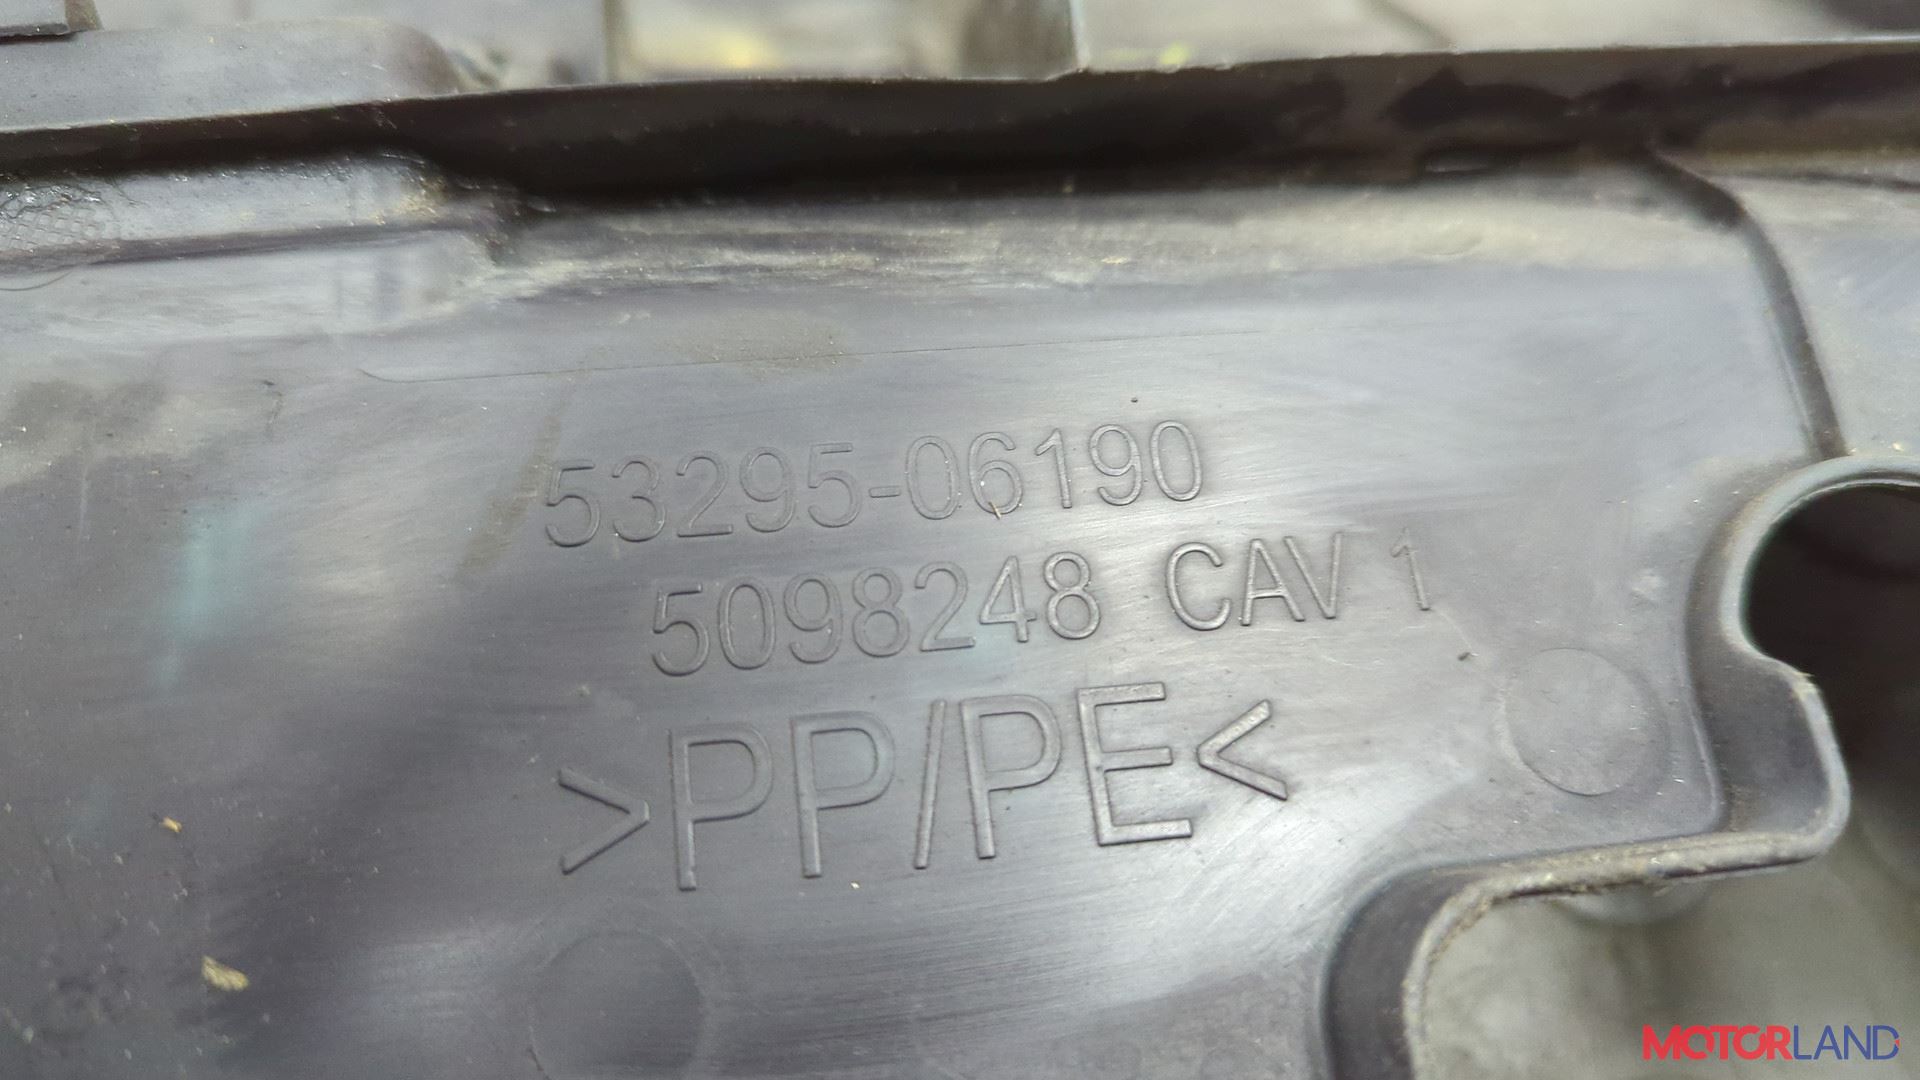 53295-06190
5098248 CAV 1
>PP/PE<
MOTORLAND